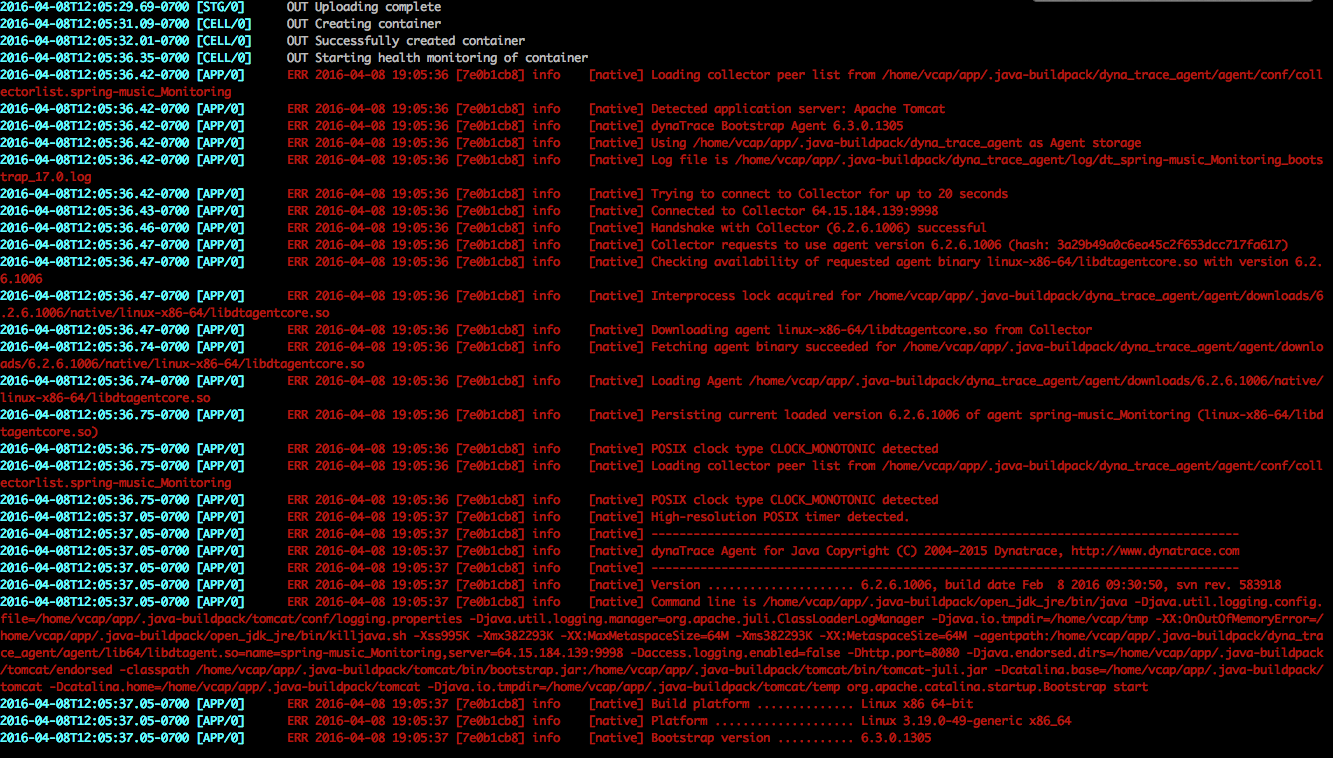 2016-04-08T12:05:29.69-0700 [STG/0]      OUT Uploading complete
2016-04-08T12:05:31.09-0700 [CELL/0]     OUT Creating container
2016-04-08T12:05:32.01-0700 [CELL/0]     OUT Successfully created container
2016-04-08T12:05:36.35-0700 [CELL/0]     OUT Starting health monitoring of container
2016-04-08T12:05:36.42-0700 [APP/0]      ERR 2016-04-08 19:05:36 [7e0b1cb8] info    [native] Loading collector peer list from /home/vcap/app/.java-buildpack/dyna_trace_agent/agent/conf/coll
ectorlist.spring-music_Monitoring
2016-04-08T12:05:36.42-0700 [APP/0]      ERR 2016-04-08 19:05:36 [7e0b1cb8] info    [native] Detected application server: Apache Tomcat
2016-04-08T12:05:36.42-0700 [APP/0]      ERR 2016-04-08 19:05:36 [7e0b1cb8] info    [native] dynaTrace Bootstrap Agent 6.3.0.1305
2016-04-08T12:05:36.42-0700 [APP/0]      ERR 2016-04-08 19:05:36 [7e0b1cb8] info    [native] Using /home/vcap/app/.java-buildpack/dyna_trace_agent as Agent storage
2016-04-08T12:05:36.42-0700 [APP/0]      ERR 2016-04-08 19:05:36 [7e0b1cb8] info    [native] Log file is /home/vcap/app/.java-buildpack/dyna_trace_agent/log/dt_spring-music_Monitoring_boots
trap_17.0.log
2016-04-08T12:05:36.42-0700 [APP/0]      ERR 2016-04-08 19:05:36 [7e0b1cb8] info    [native] Trying to connect to Collector for up to 20 seconds
2016-04-08T12:05:36.43-0700 [APP/0]      ERR 2016-04-08 19:05:36 [7e0b1cb8] info    [native] Connected to Collector 64.15.184.139:9998
2016-04-08T12:05:36.46-0700 [APP/0]      ERR 2016-04-08 19:05:36 [7e0b1cb8] info    [native] Handshake with Collector (6.2.6.1006) successful
2016-04-08T12:05:36.47-0700 [APP/0]      ERR 2016-04-08 19:05:36 [7e0b1cb8] info    [native] Collector requests to use agent version 6.2.6.1006 (hash: 3a29b49a0c6ea45c2f653dcc717fa617)
2016-04-08T12:05:36.47-0700 [APP/0]      ERR 2016-04-08 19:05:36 [7e0b1cb8] info    [native] Checking availability of requested agent binary linux-x86-64/libdtagentcore.so with version 6.2.
6.1006
2016-04-08T12:05:36.47-0700 [APP/0]      ERR 2016-04-08 19:05:36 [7e0b1cb8] info    [native] Interprocess lock acquired for /home/vcap/app/.java-buildpack/dyna_trace_agent/agent/downloads/6
.2.6.1006/native/linux-x86-64/libdtagentcore.so
2016-04-08T12:05:36.47-0700 [APP/0]      ERR 2016-04-08 19:05:36 [7e0b1cb8] info    [native] Downloading agent linux-x86-64/libdtagentcore.so from Collector
2016-04-08T12:05:36.74-0700 [APP/0]      ERR 2016-04-08 19:05:36 [7e0b1cb8] info    [native] Fetching agent binary succeeded for /home/vcap/app/.java-buildpack/dyna_trace_agent/agent/downlo
ads/6.2.6.1006/native/linux-x86-64/libdtagentcore.so
2016-04-08T12:05:36.74-0700 [APP/0]      ERR 2016-04-08 19:05:36 [7e0b1cb8] info    [native] Loading Agent /home/vcap/app/.java-buildpack/dyna_trace_agent/agent/downloads/6.2.6.1006/native/
linux-x86-64/libdtagentcore.so
2016-04-08T12:05:36.75-0700 [APP/0]      ERR 2016-04-08 19:05:36 [7e0b1cb8] info    [native] Persisting current loaded version 6.2.6.1006 of agent spring-music_Monitoring (linux-x86-64/libd
tagentcore.so)
2016-04-08T12:05:36.75-0700 [APP/0]      ERR 2016-04-08 19:05:36 [7e0b1cb8] info    [native] POSIX clock type CLOCK_MONOTONIC detected
2016-04-08T12:05:36.75-0700 [APP/0]      ERR 2016-04-08 19:05:36 [7e0b1cb8] info    [native] Loading collector peer list from /home/vcap/app/.java-buildpack/dyna_trace_agent/agent/conf/coll
ectorlist.spring-music_Monitoring
2016-04-08T12:05:36.75-0700 [APP/0]      ERR 2016-04-08 19:05:36 [7e0b1cb8] info    [native] POSIX clock type CLOCK_MONOTONIC detected
2016-04-08T12:05:37.05-0700 [APP/0]      ERR 2016-04-08 19:05:37 [7e0b1cb8] info    [native] High-resolution POSIX timer detected.
2016-04-08T12:05:37.05-0700 [APP/0]      ERR 2016-04-08 19:05:37 [7e0b1cb8] info    [native] ------------------------------------------------------------------------------------
2016-04-08T12:05:37.05-0700 [APP/0]      ERR 2016-04-08 19:05:37 [7e0b1cb8] info    [native] dynaTrace Agent for Java Copyright (C) 2004-2015 Dynatrace, http://www.dynatrace.com
2016-04-08T12:05:37.05-0700 [APP/0]      ERR 2016-04-08 19:05:37 [7e0b1cb8] info    [native] ------------------------------------------------------------------------------------
2016-04-08T12:05:37.05-0700 [APP/0]      ERR 2016-04-08 19:05:37 [7e0b1cb8] info    [native] Version ..................... 6.2.6.1006, build date Feb  8 2016 09:30:50, svn rev. 583918
2016-04-08T12:05:37.05-0700 [APP/0]      ERR 2016-04-08 19:05:37 [7e0b1cb8] info    [native] Command line is /home/vcap/app/.java-buildpack/open_jdk_jre/bin/java -Djava.util.logging.config.
file=/home/vcap/app/.java-buildpack/tomcat/conf/logging.properties -Djava.util.logging.manager=org.apache.juli.ClassLoaderLogManager -Djava.io.tmpdir=/home/vcap/tmp -XX:OnOutOfMemoryError=/
home/vcap/app/.java-buildpack/open_jdk_jre/bin/killjava.sh -Xss995K -Xmx382293K -XX:MaxMetaspaceSize=64M -Xms382293K -XX:MetaspaceSize=64M -agentpath:/home/vcap/app/.java-buildpack/dyna_tra
ce_agent/agent/lib64/libdtagent.so=name=spring-music_Monitoring,server=64.15.184.139:9998 -Daccess.logging.enabled=false -Dhttp.port=8080 -Djava.endorsed.dirs=/home/vcap/app/.java-buildpack
/tomcat/endorsed -classpath /home/vcap/app/.java-buildpack/tomcat/bin/bootstrap.jar:/home/vcap/app/.java-buildpack/tomcat/bin/tomcat-juli.jar -Dcatalina.base=/home/vcap/app/.java-buildpack/
tomcat -Dcatalina.home=/home/vcap/app/.java-buildpack/tomcat -Djava.io.tmpdir=/home/vcap/app/.java-buildpack/tomcat/temp org.apache.catalina.startup.Bootstrap start
2016-04-08T12:05:37.05-0700 [APP/0]      ERR 2016-04-08 19:05:37 [7e0b1cb8] info    [native] Build platform .............. Linux x86 64-bit
2016-04-08T12:05:37.05-0700 [APP/0]      ERR 2016-04-08 19:05:37 [7e0b1cb8] info    [native] Platform .................... Linux 3.19.0-49-generic x86_64
2016-04-08T12:05:37.05-0700 [APP/0]      ERR 2016-04-08 19:05:37 [7e0b1cb8] info    [native] Bootstrap version ........... 6.3.0.1305